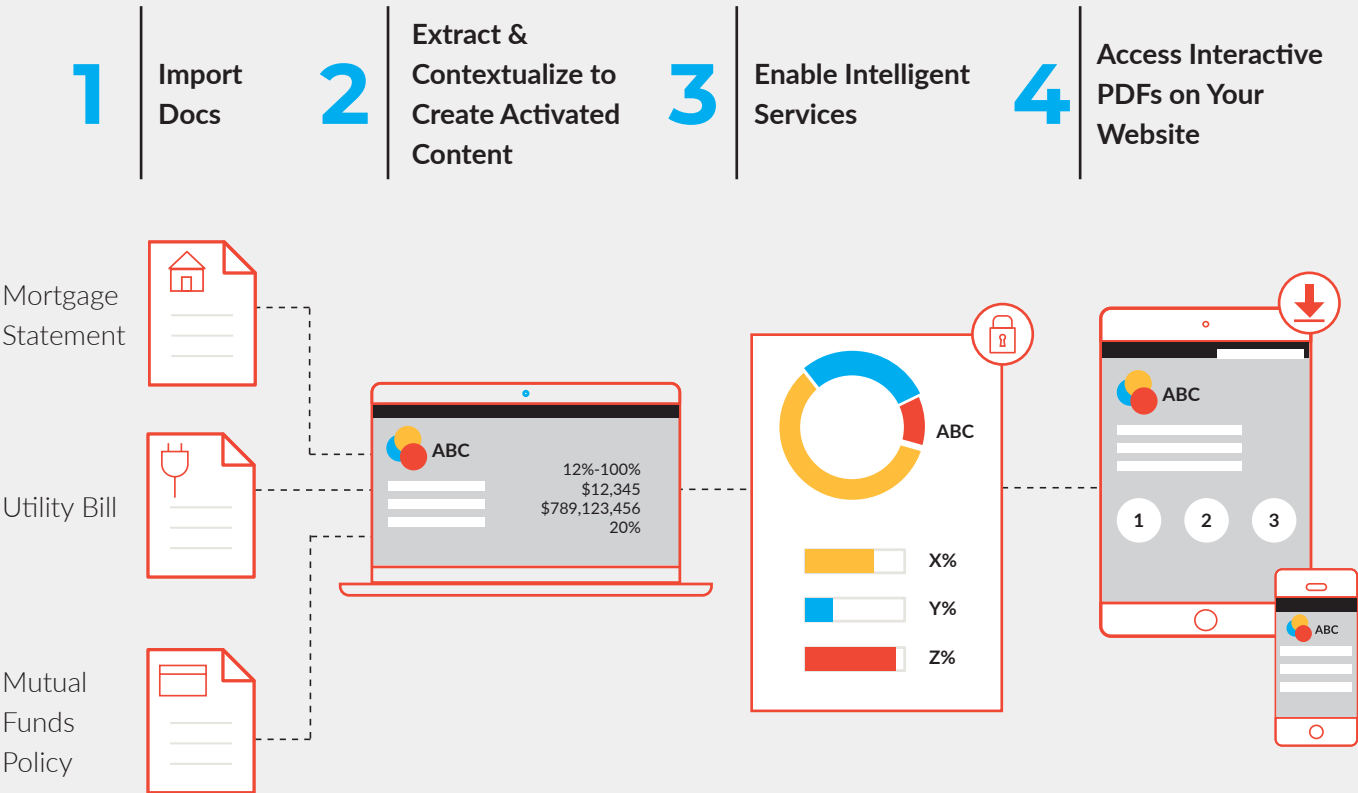 1
Import
Docs
2
Extract &
Contextualize to
Create Activated
Content
3
Enable Intelligent
Services
4
Access Interactive
PDFs on Your
Website
Mortgage
Statement
Utility Bill
Mutual
Funds
Policy
ABC
12%-100%
$12,345
$789,123,456
20%
ABC
X%
Y%
Z%
ABC
1 2 3
ABC